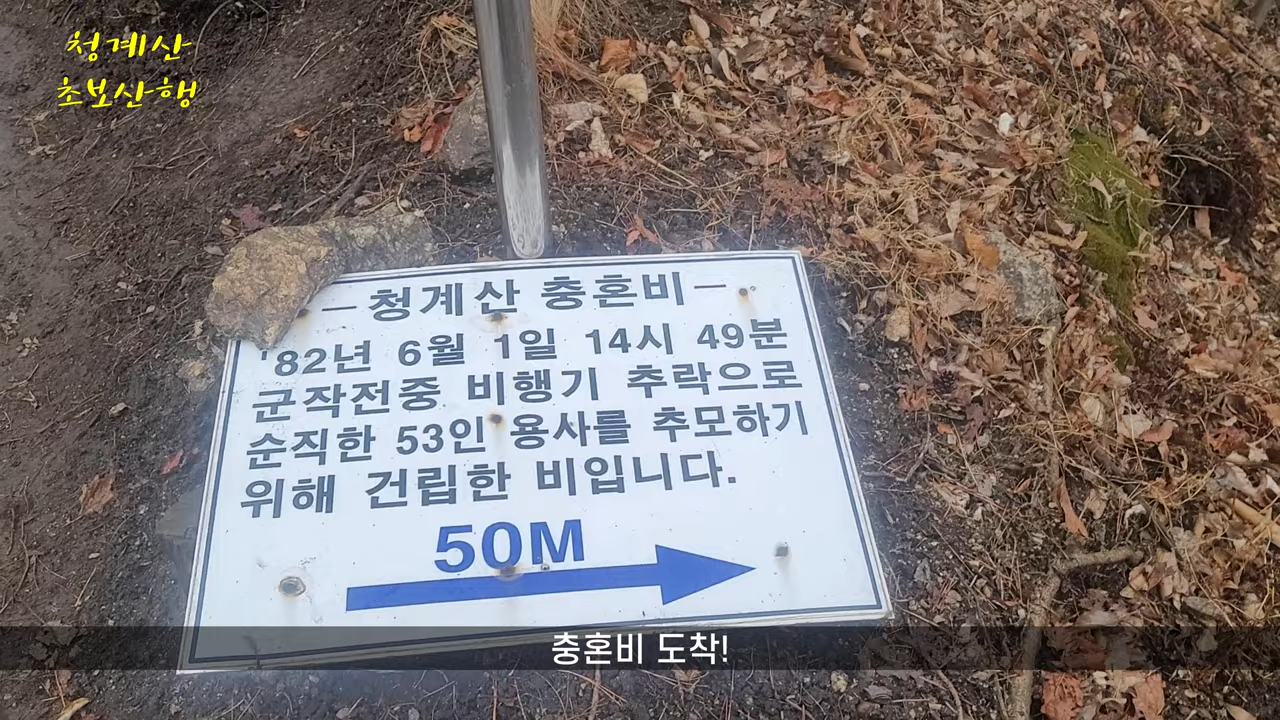 청계산
초보산행
-청계산 충혼비-
'82년 6월 1일 14시 49분
군작전중 비행기 추락으로
순직한 53인 용사를 추모하기
위해 건립한 비입니다.
50M
충혼비 도착!